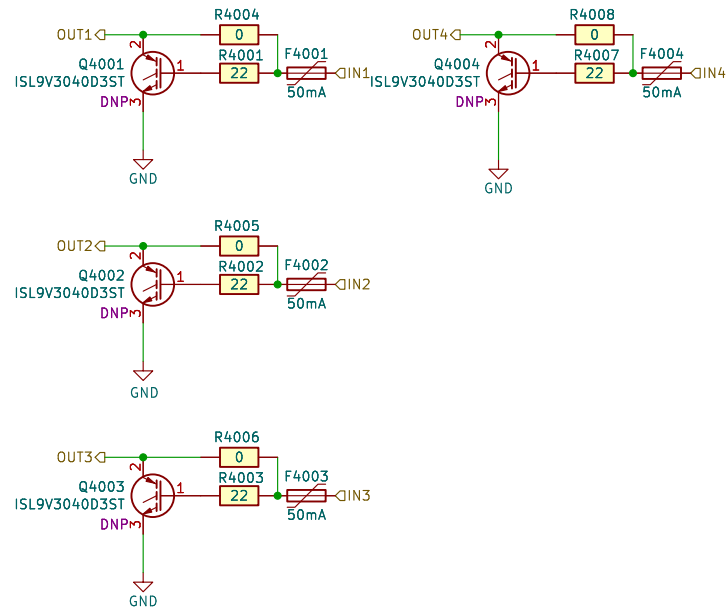 OUT1
R4004
0
2
Q4001
ISL9V3040D3ST
DNP
3
1
R4001
22
F4001
50mA
IN1
GND
OUT4
R4008
0
2
Q4004
ISL9V3040D3ST
DNP
3
1
R4007
22
F4004
50mA
IN4
GND
OUT2
R4005
0
2
Q4002
ISL9V3040D3ST
DNP
3
1
R4002
22
F4002
50mA
IN2
GND
OUT3
R4006
0
2
Q4003
ISL9V3040D3ST
DNP
3
1
R4003
22
F4003
50mA
IN3
GND